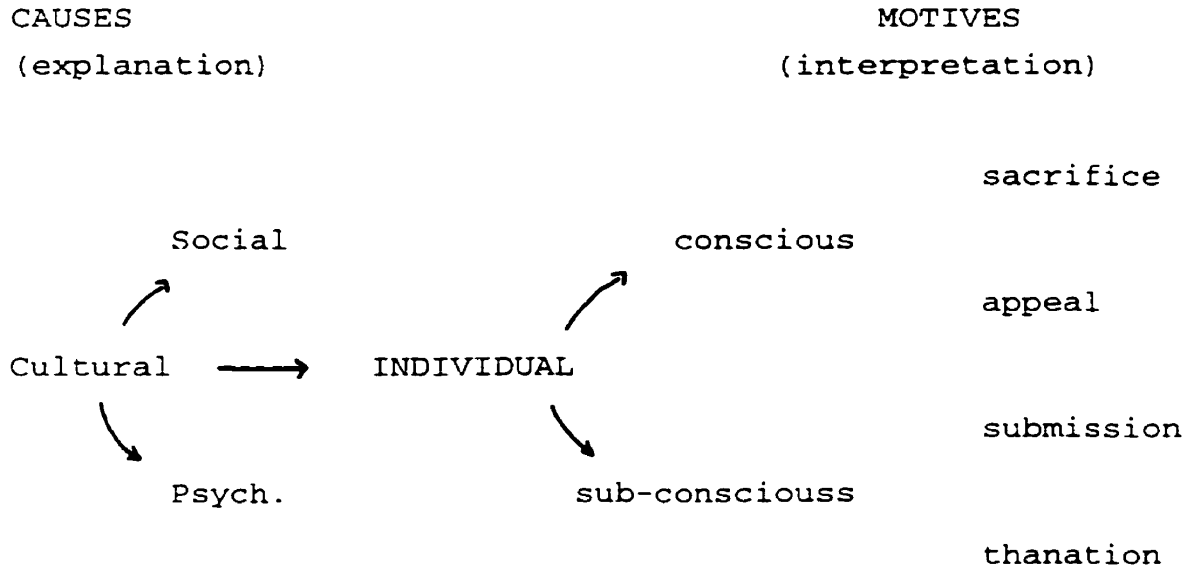 CAUSES MOTIVES
(explanation) (interpretation)
sacrifice
Social conscious
appeal
Cultural INDIVIDUAL
submission
Psych. sub-consciouss
thanation